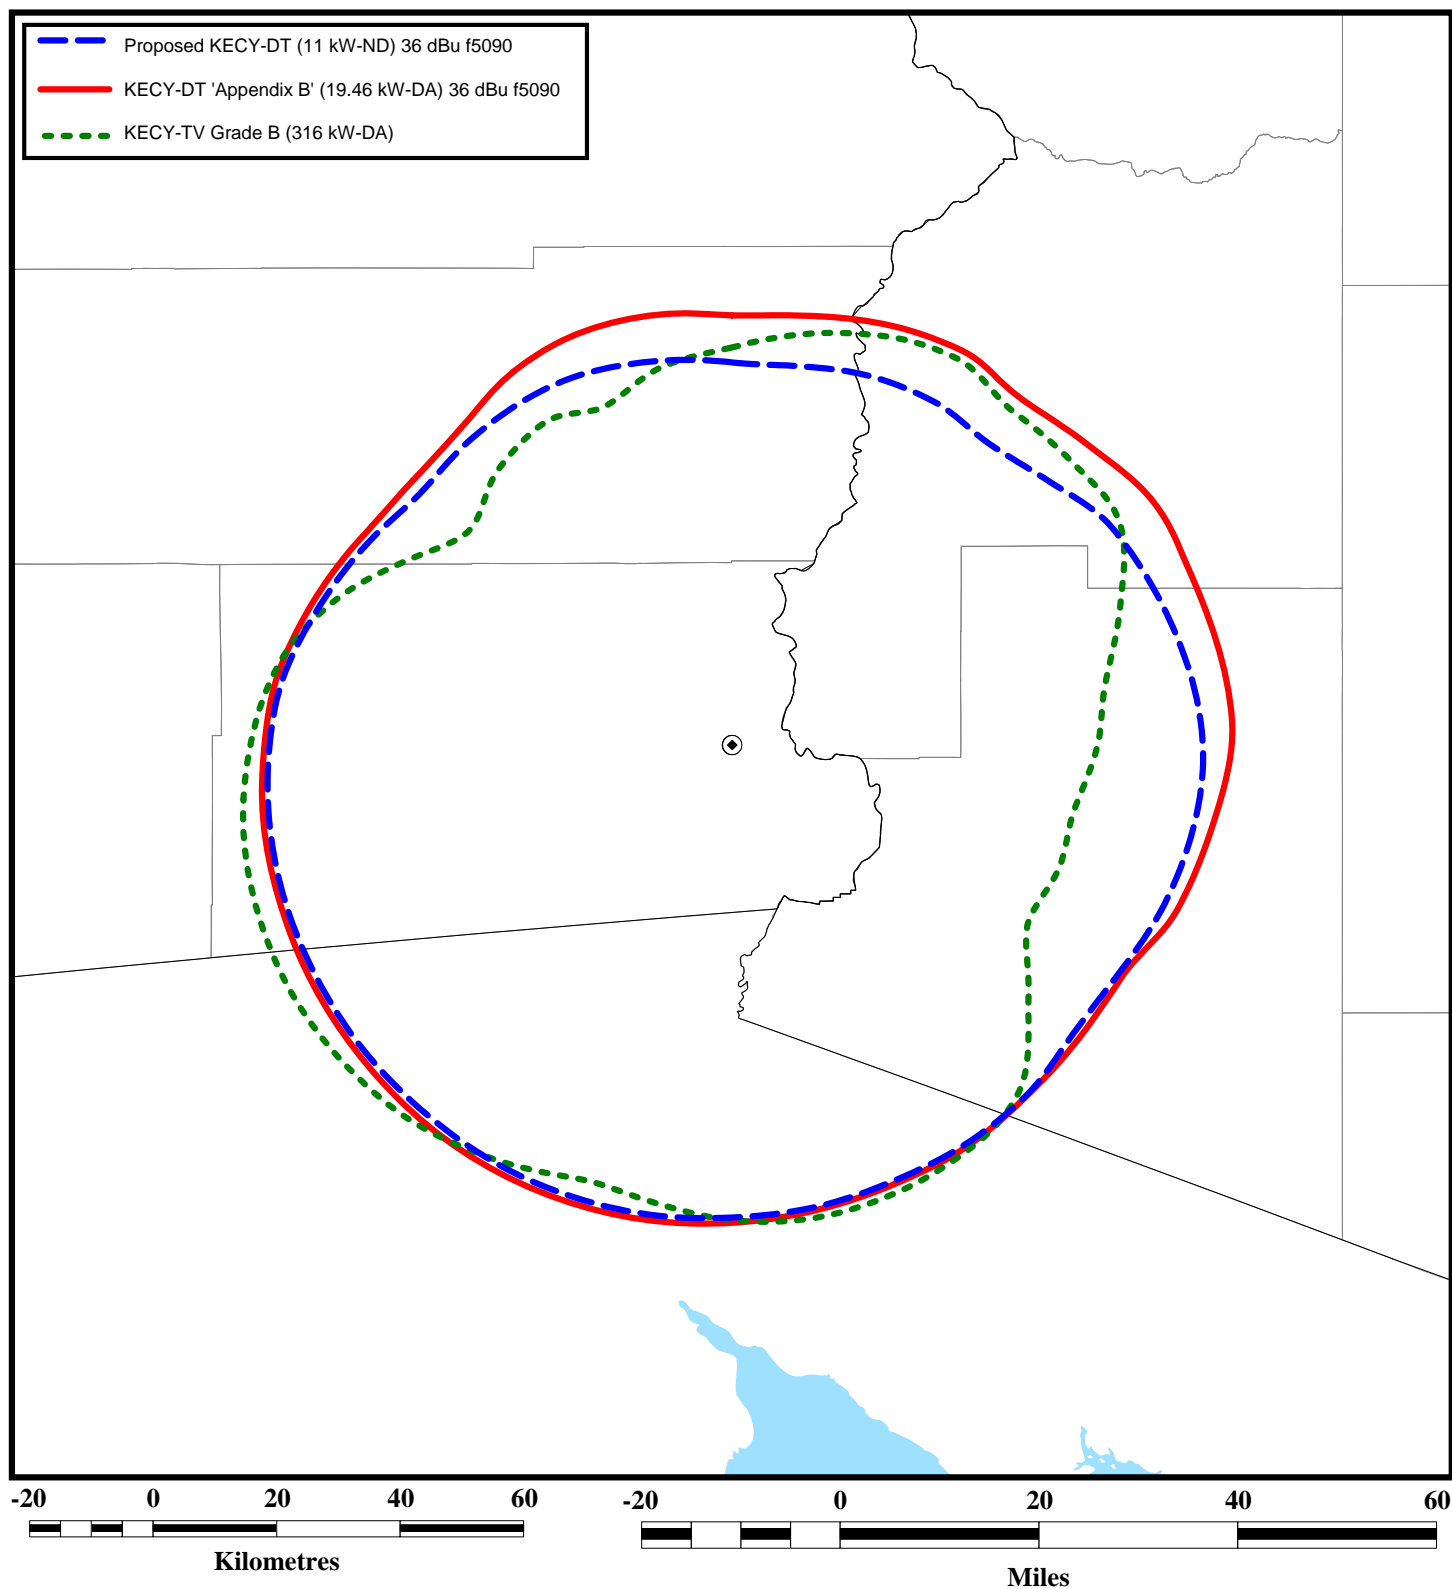 Proposed KECY-DT (11 kW-ND) 36 dBu f5090
KECY-DT 'Appendix B' (19.46 kW-DA) 36 dBu f5090
KECY-TV Grade B (316 kW-DA)
-20 0 20 40 60
Kilometres
-20 0 20 40 60
Miles